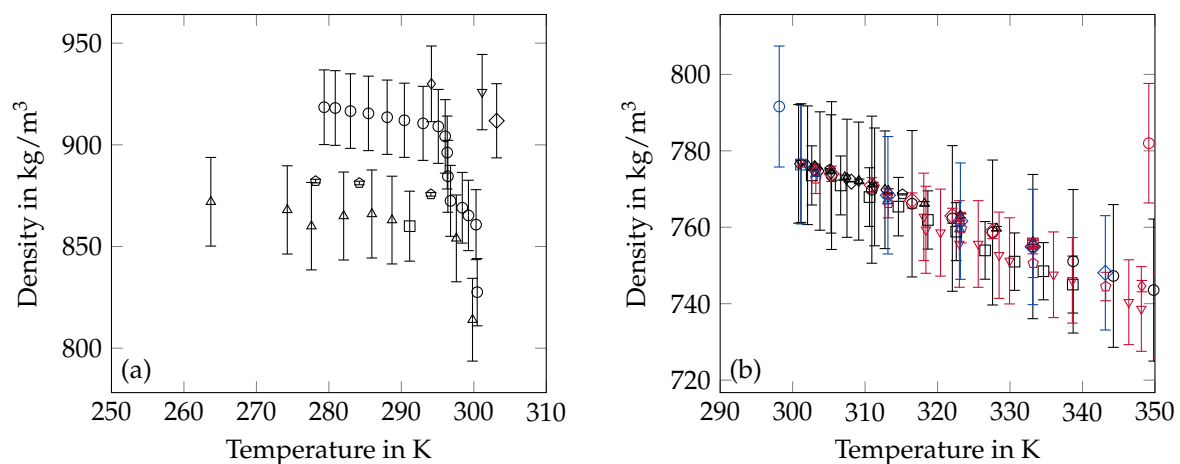 950
900
850
800
Density in kg/m³
(a)
250 260 270 280 290 300 310
Temperature in K
800
780
760
740
720
Density in kg/m³
(b)
290 300 310 320 330 340 350
Temperature in K